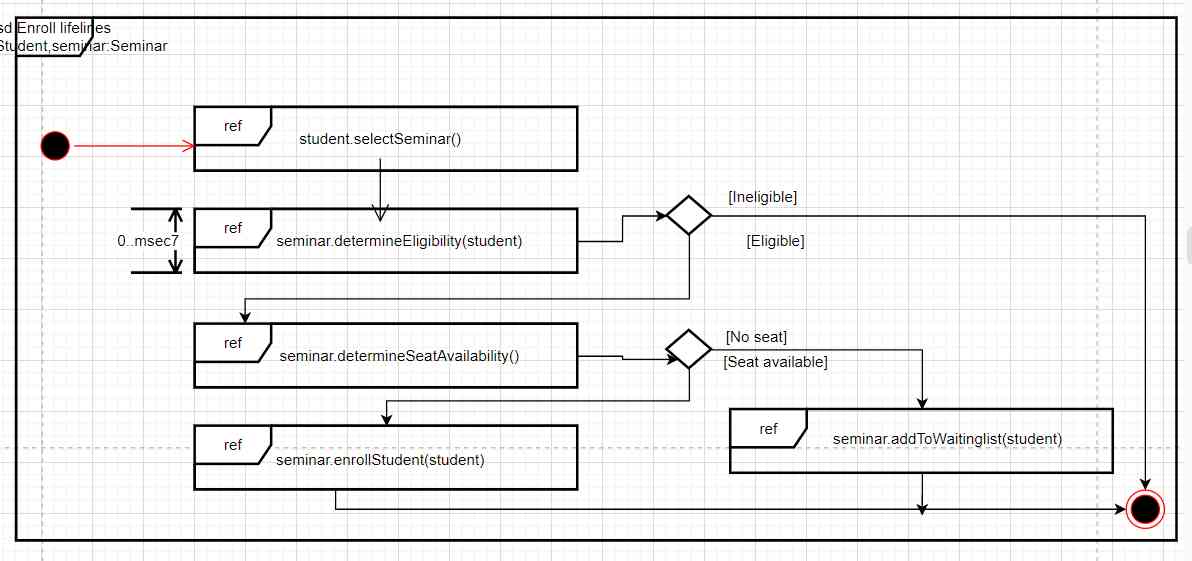 sd Enroll lifelines
Student,seminar:Seminar
ref
student.selectSeminar()
ref
seminar.determineEligibility(student)
0..msec7
[Ineligible]
[Eligible]
ref
seminar.determineSeatAvailability()
[No seat]
[Seat available]
ref
seminar.enrollStudent(student)
ref
seminar.addToWaitinglist(student)